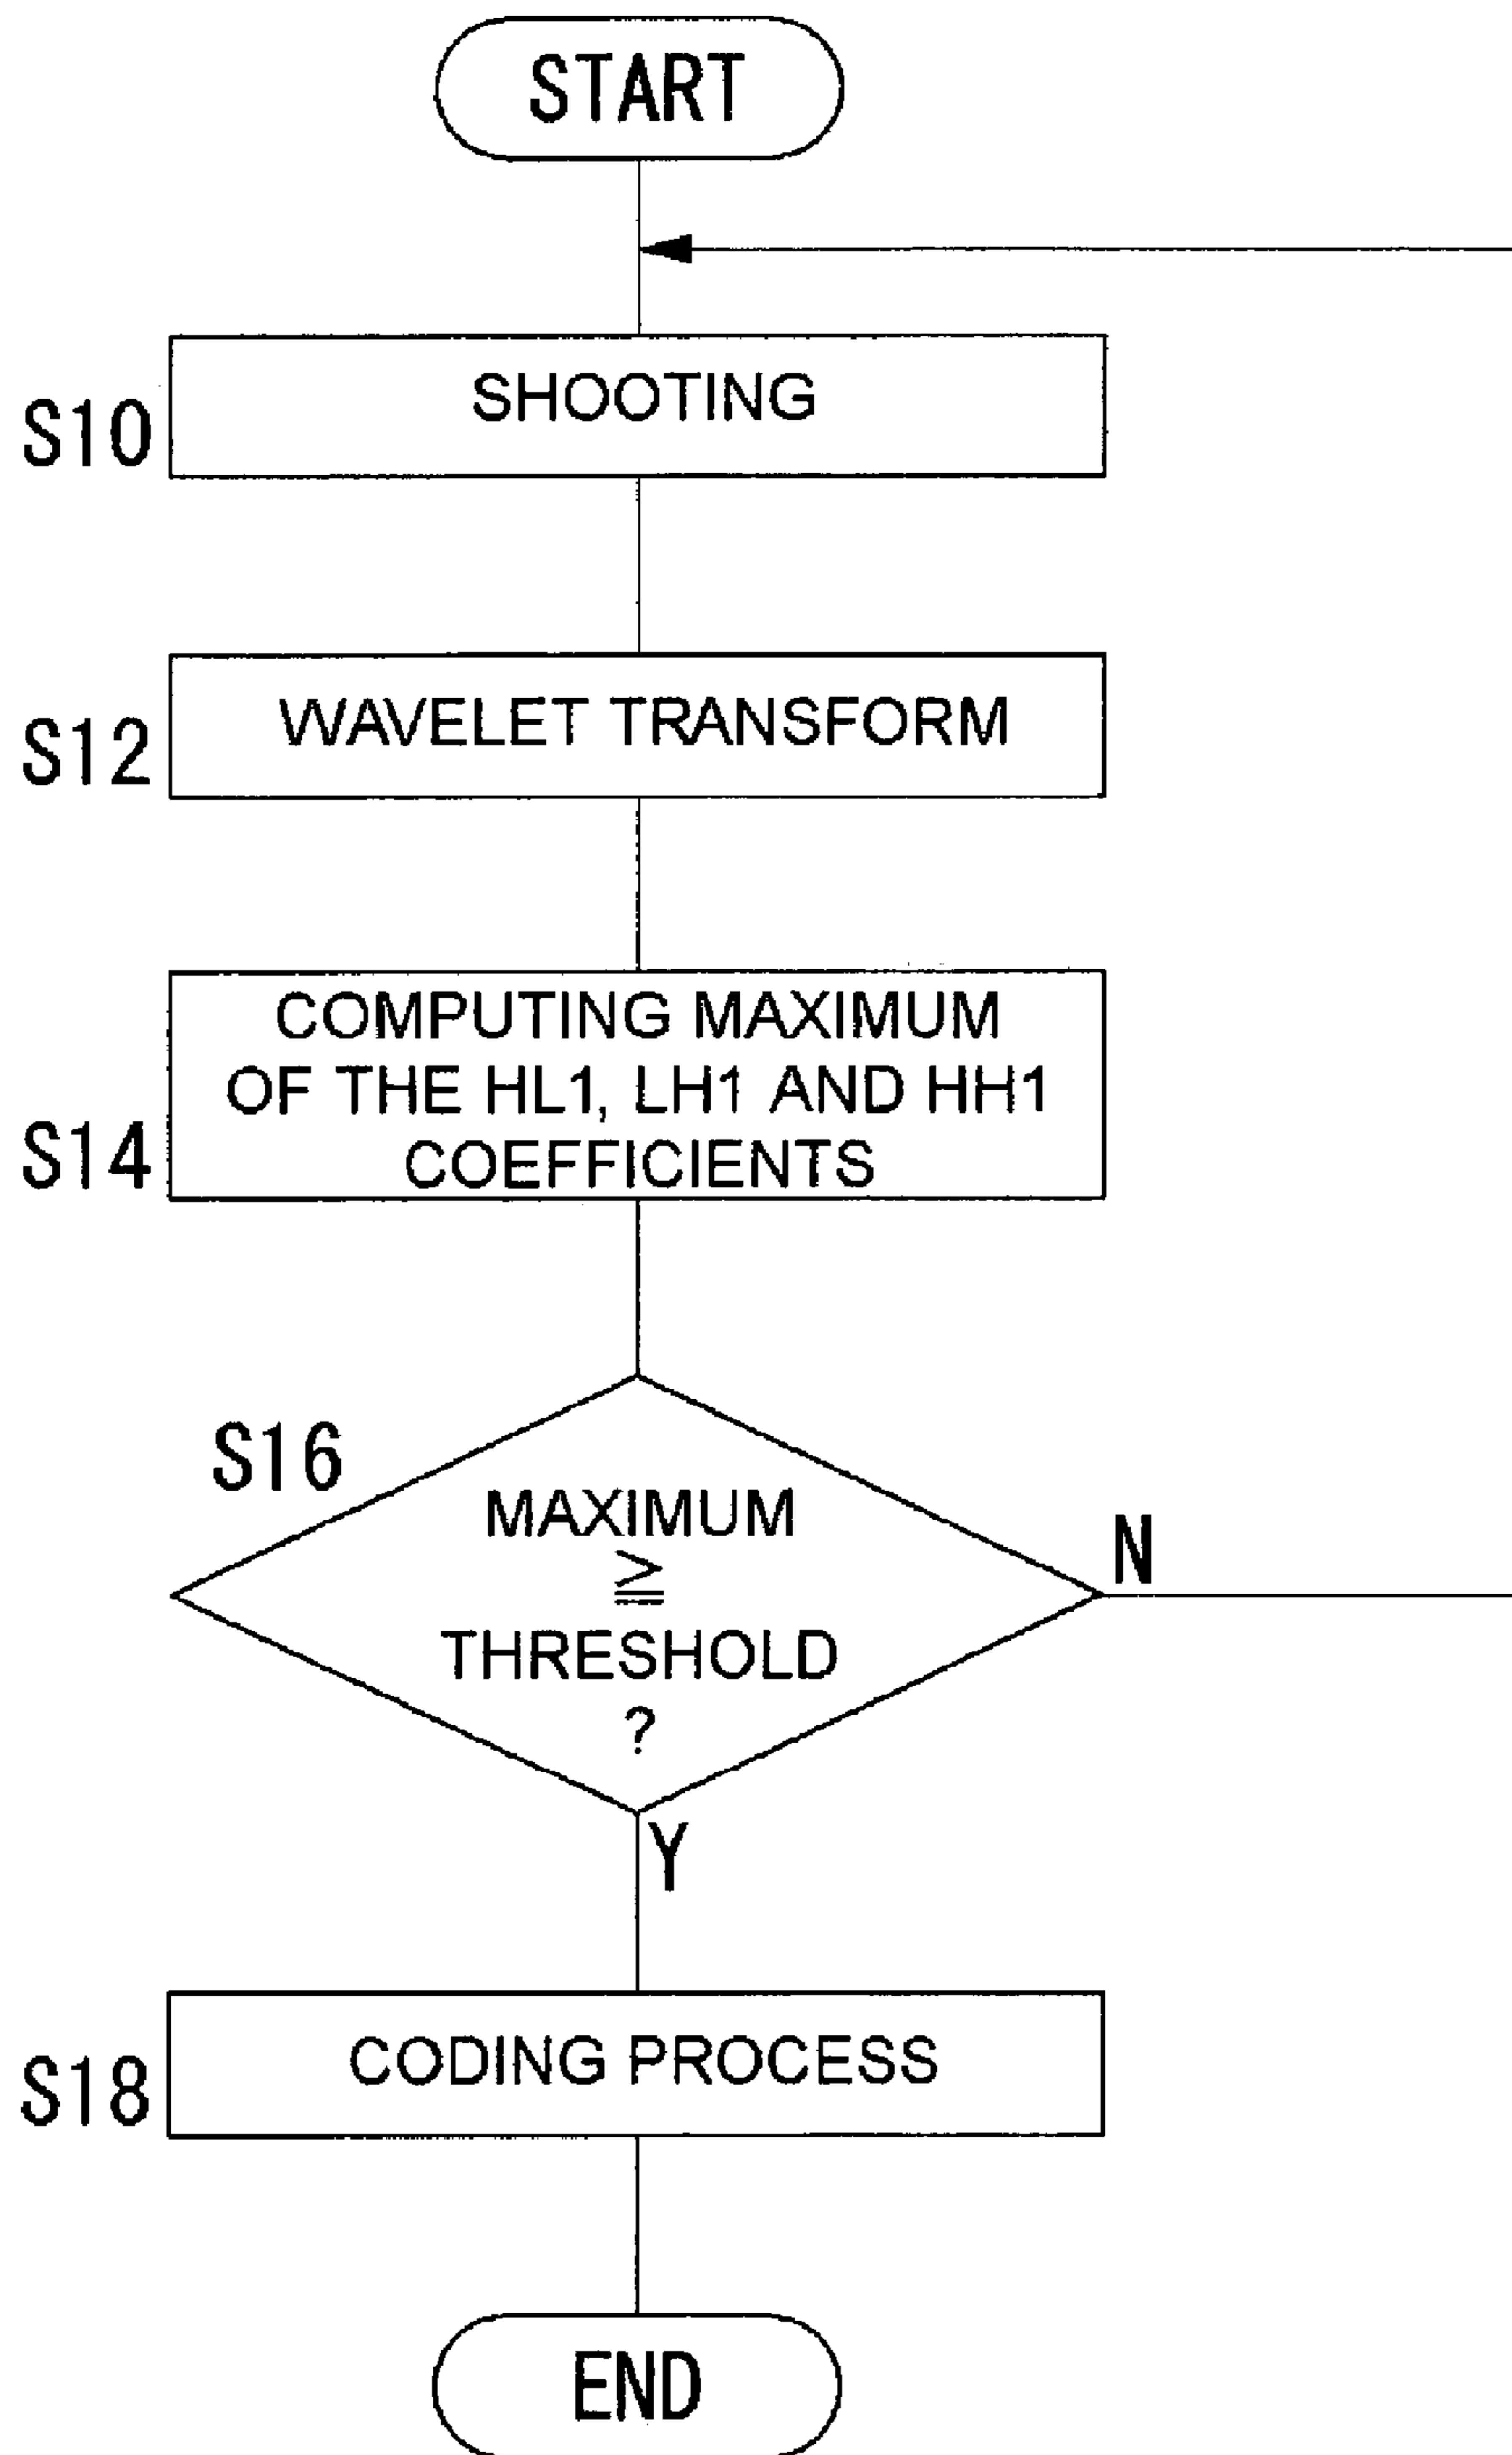 START
S10
SHOOTING
S12
WAVELET TRANSFORM
S14
COMPUTING MAXIMUM
OF THE HL1, LH1 AND HH1
COEFFICIENTS
S16
MAXIMUM
≧
THRESHOLD
?
N
Y
S18
CODING PROCESS
END